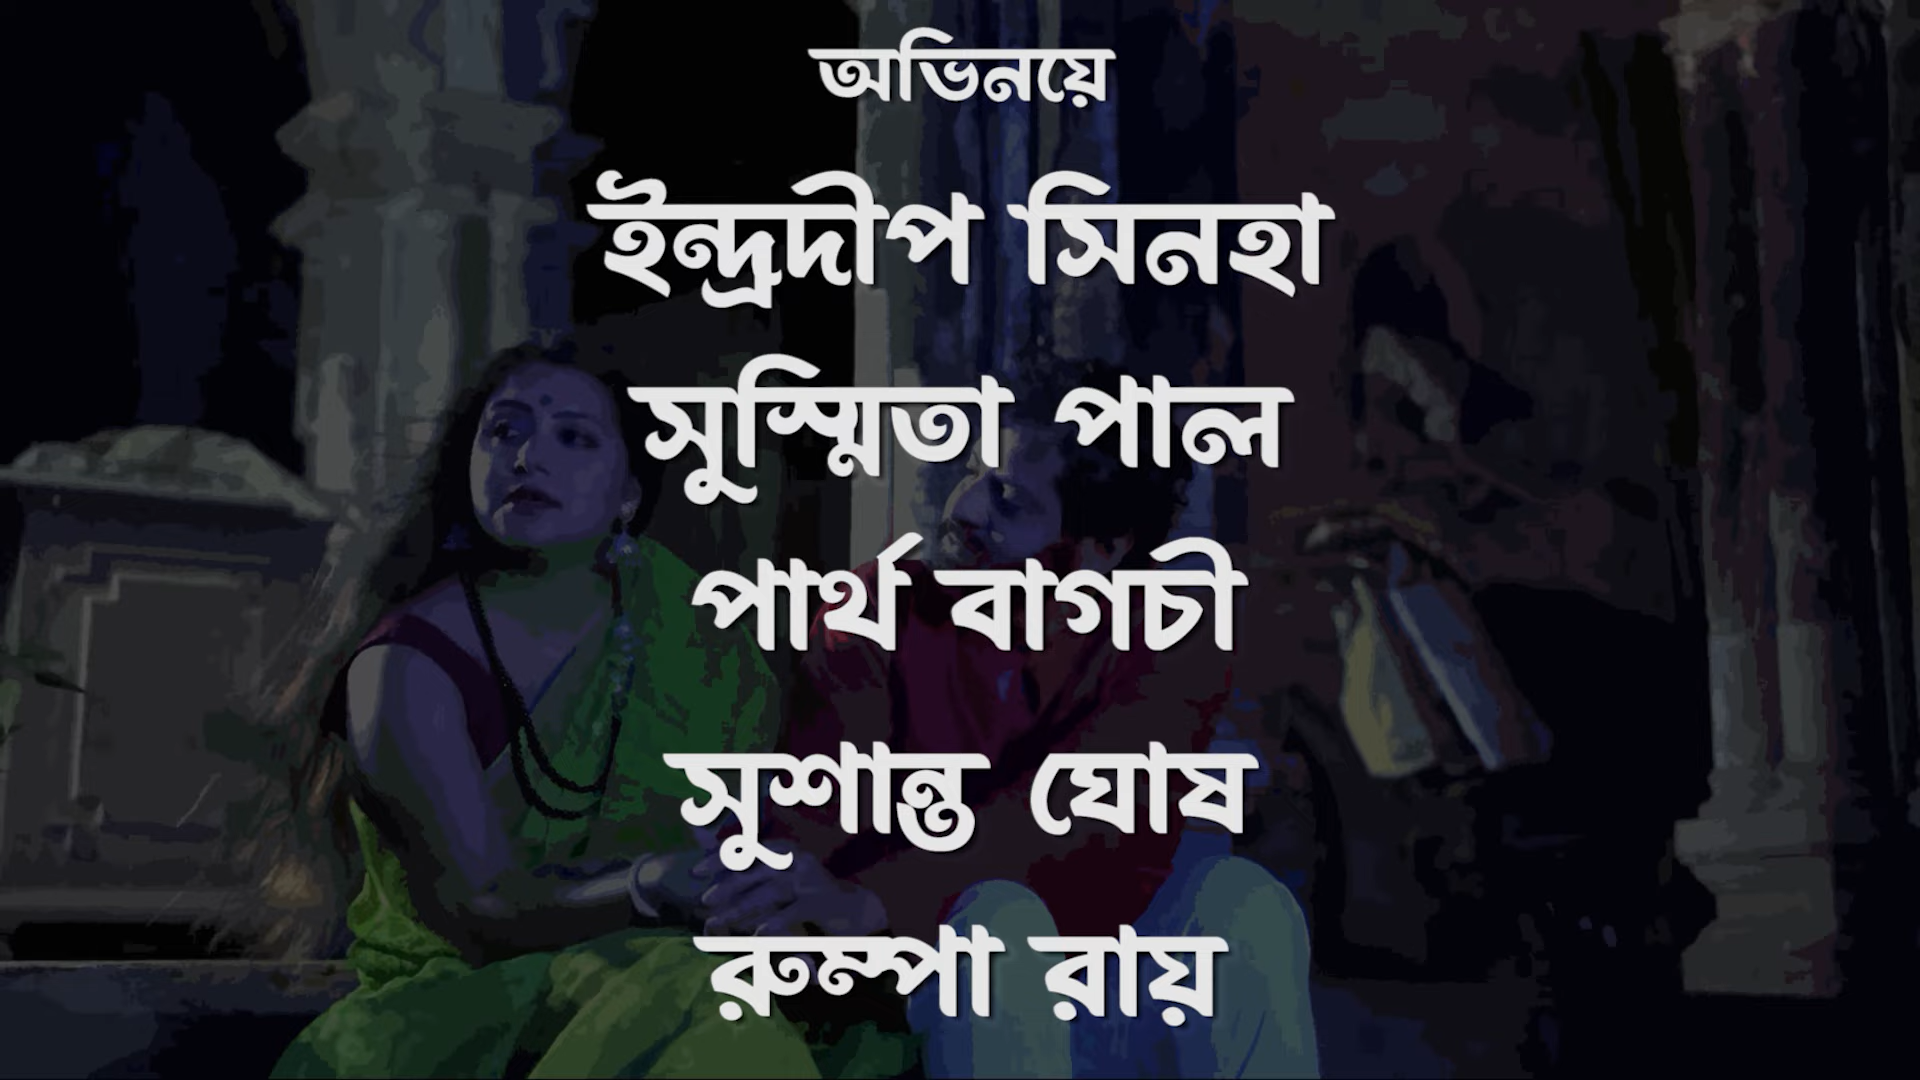 অভিনয়ে
ইন্দ্রদীপ সিনহা
সুস্মিতা পাল
পার্থ বাগচী
সুশান্ত ঘোষ
রুম্পা রায়